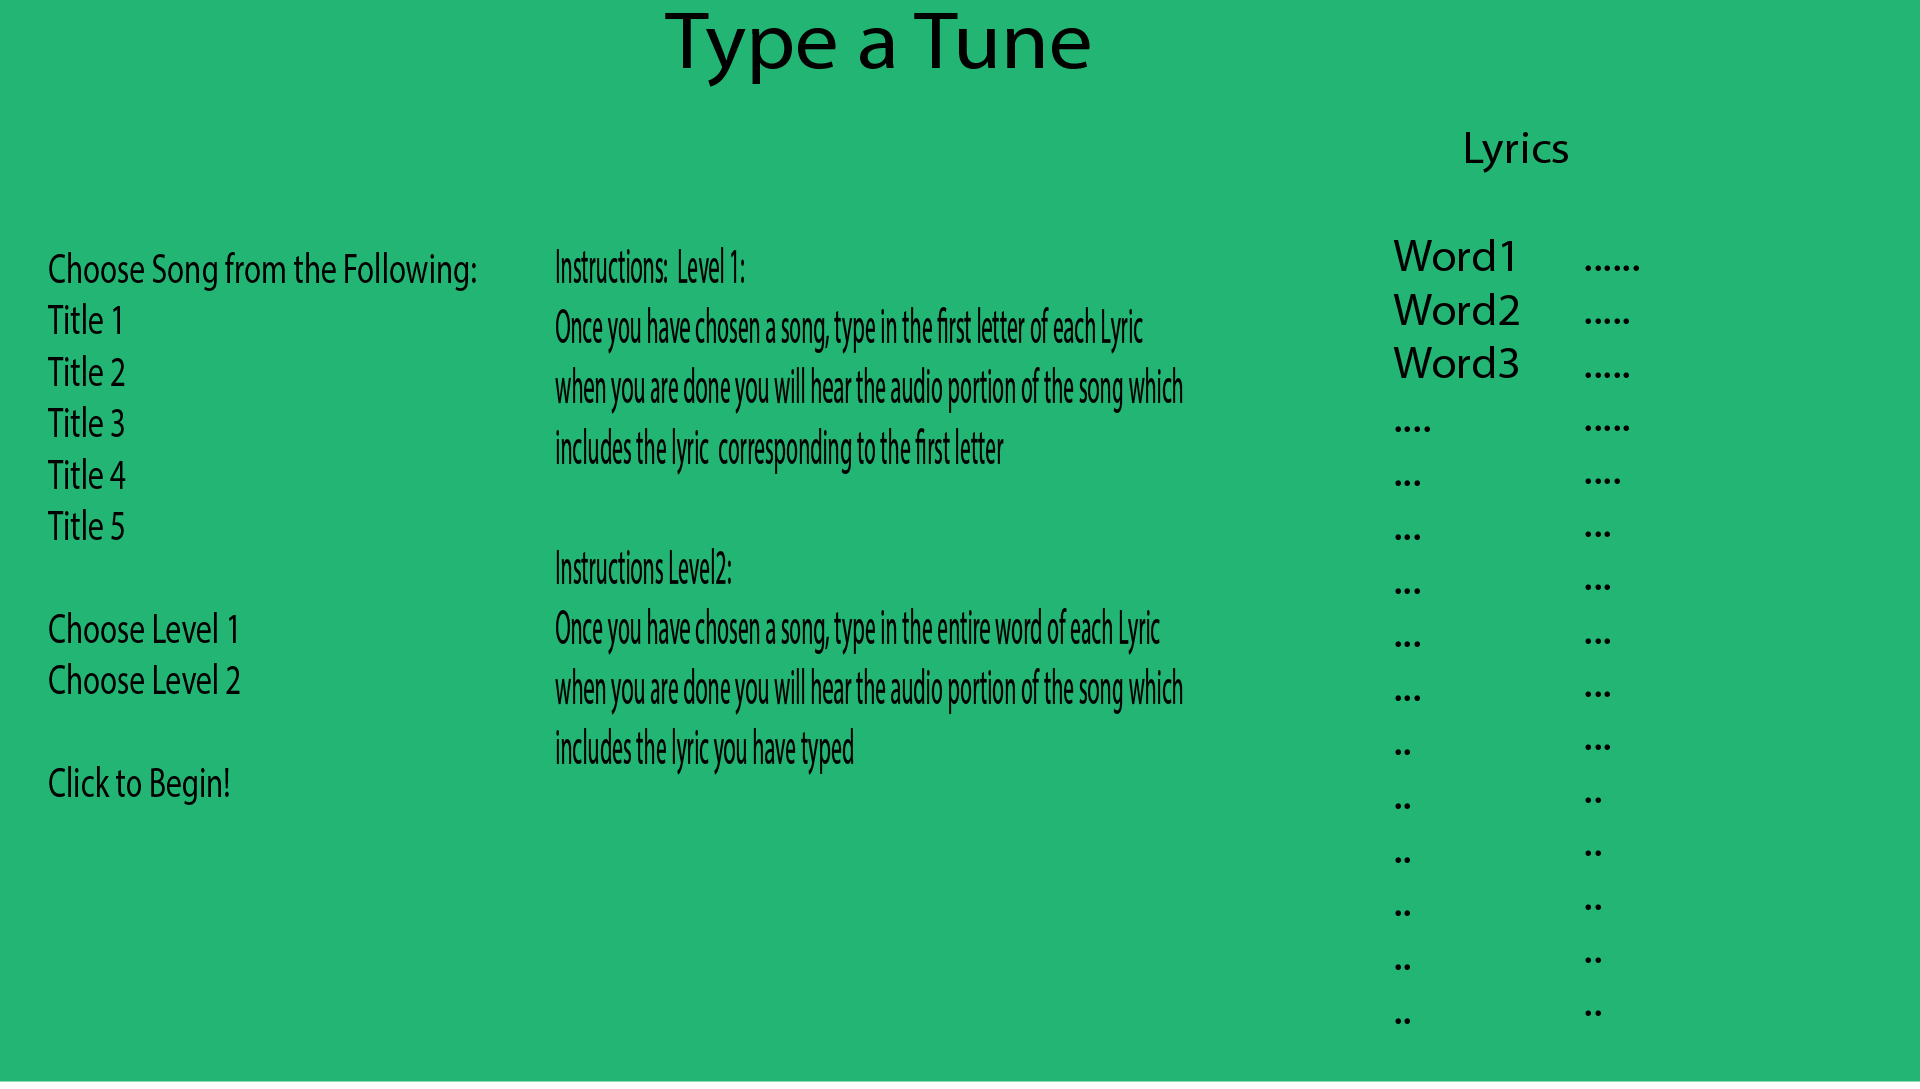 Type a Tune
Choose Song from the Following:
Title 1
Title 2
Title 3
Title 4
Title 5
Choose Level 1
Choose Level 2
Click to Begin!
Instructions:  Level 1:
Once you have chosen a song, type in the first letter of each Lyric
when you are done you will hear the audio portion of the song which
includes the lyric  corresponding to the first letter
Instructions Level2:
Once you have chosen a song, type in the entire word of each Lyric
when you are done you will hear the audio portion of the song which
includes the lyric you have typed
Lyrics
Word1
Word2
Word3
....
...
...
...
...
...
..
..
..
..
..
..
......
.....
.....
.....
....
...
...
...
...
...
..
..
..
..
..